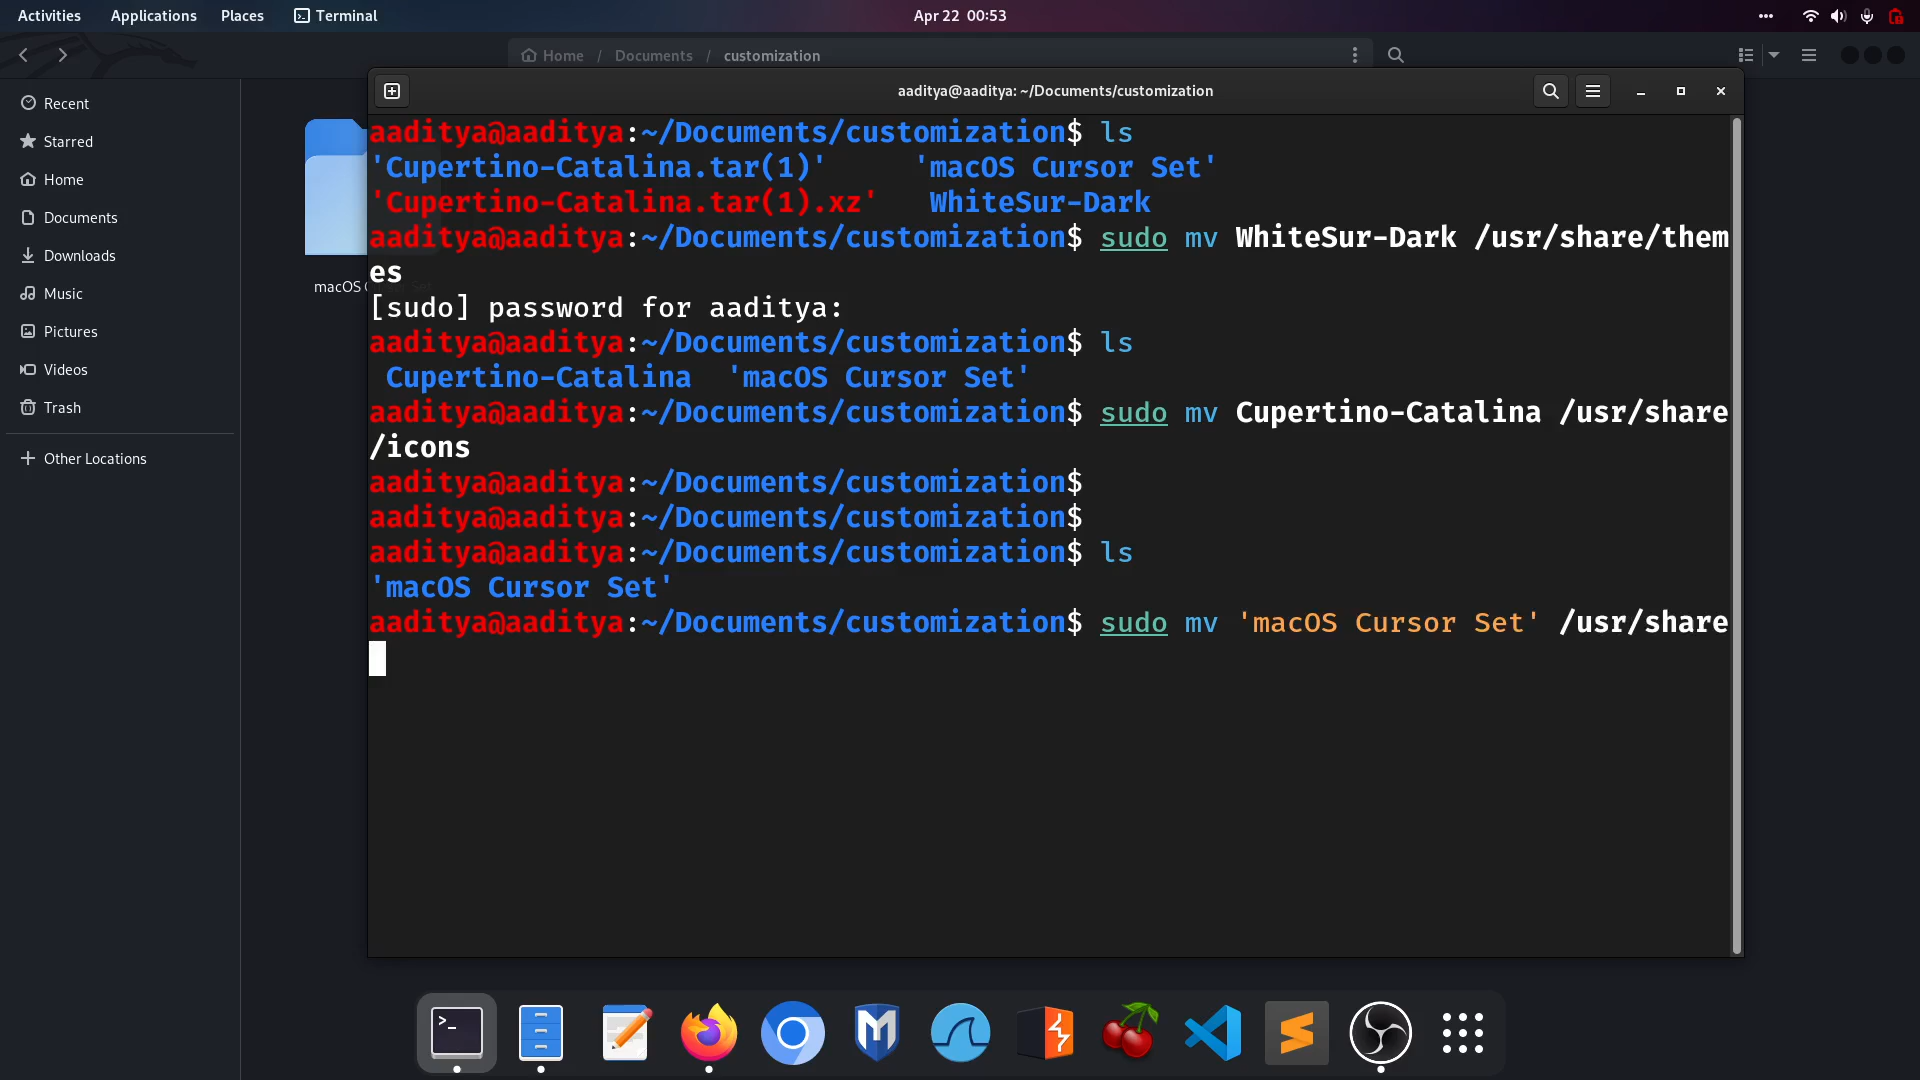 Activities Applications Places Terminal Apr 22 00:53
Home / Documents / customization
Recent
Starred
Home
Documents
Downloads
Music
Pictures
Videos
Trash
Other Locations
macOS
aaditya@aaditya: ~/Documents/customization
aaditya@aaditya:~/Documents/customization$ ls
'Cupertino-Catalina.tar(1)' 'macOS Cursor Set'
'Cupertino-Catalina.tar(1).xz' WhiteSur-Dark
aaditya@aaditya:~/Documents/customization$ sudo mv WhiteSur-Dark /usr/share/them
es
[sudo] password for aaditya:
aaditya@aaditya:~/Documents/customization$ ls
Cupertino-Catalina 'macOS Cursor Set'
aaditya@aaditya:~/Documents/customization$ sudo mv Cupertino-Catalina /usr/share
/icons
aaditya@aaditya:~/Documents/customization$
aaditya@aaditya:~/Documents/customization$
aaditya@aaditya:~/Documents/customization$ ls
'macOS Cursor Set'
aaditya@aaditya:~/Documents/customization$ sudo mv 'macOS Cursor Set' /usr/share